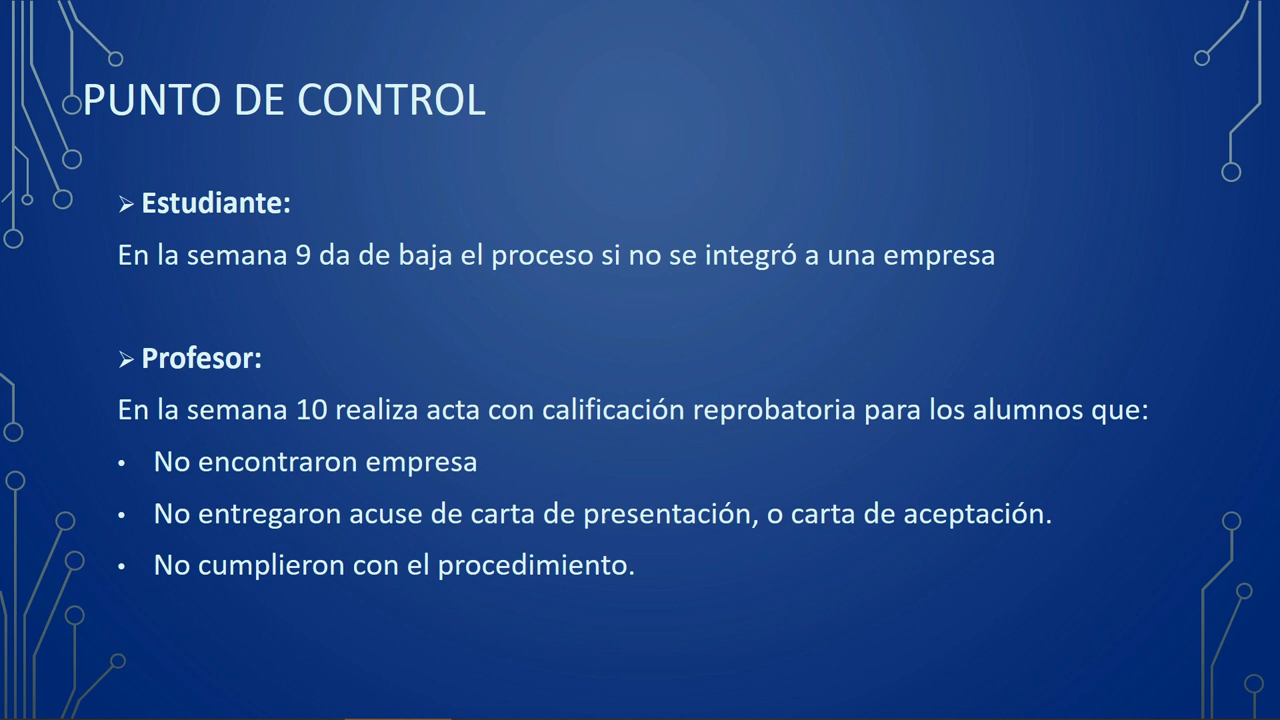 PUNTO DE CONTROL
➢ Estudiante:
En la semana 9 da de baja el proceso si no se integró a una empresa
➢ Profesor:
En la semana 10 realiza acta con calificación reprobatoria para los alumnos que:
• No encontraron empresa
• No entregaron acuse de carta de presentación, o carta de aceptación.
• No cumplieron con el procedimiento.